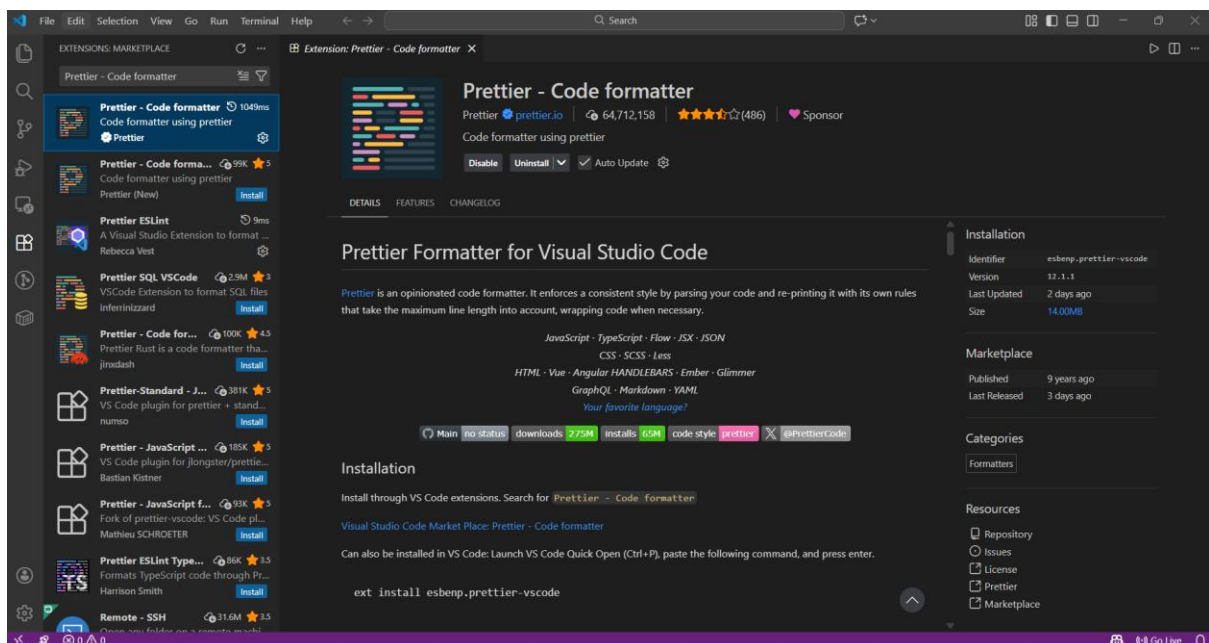 File Edit Selection View Go Run Terminal Help
Search
EXTENSIONS: MARKETPLACE
Prettier - Code formatter
Prettier - Code formatter 1049ms
Code formatter using prettier
Prettier
Prettier - Code forma... 99K 5
Code formatter using prettier
Prettier (New) Install
Prettier ESLint 9ms
A Visual Studio Extension to format ...
Rebecca Vest
Prettier SQL VSCode 2.9M 3
VSCode Extension to format SQL files
inferrinizzard Install
Prettier - Code for... 100K 4.5
Prettier Rust is a code formatter tha...
jinxdash Install
Prettier-Standard - J... 381K 5
VS Code plugin for prettier + stand...
numso Install
Prettier - JavaScript ... 185K 5
VS Code plugin for jlongster/prettie...
Bastian Kistner Install
Prettier - JavaScript f... 93K 5
Fork of prettier-vscode: VS Code pl...
Mathieu SCHROETER Install
Prettier ESLint Type... 86K 3.5
Formats TypeScript code through Pr...
Harrison Smith Install
Remote - SSH 31.6M 3.5
Open any folder on a remote machi...
Extension: Prettier - Code formatter
Prettier - Code formatter
Prettier prettier.io 64,712,158 (486) Sponsor
Code formatter using prettier
Disable Uninstall Auto Update
DETAILS FEATURES CHANGELOG
Prettier Formatter for Visual Studio Code
Prettier is an opinionated code formatter. It enforces a consistent style by parsing your code and re-printing it with its own rules
that take the maximum line length into account, wrapping code when necessary.
JavaScript · TypeScript · Flow · JSX · JSON
CSS · SCSS · Less
HTML · Vue · Angular HANDLEBARS · Ember · Glimmer
GraphQL · Markdown · YAML
Your favorite language?
Main no status downloads 275M installs 65M code style prettier X @PrettierCode
Installation
Install through VS Code extensions. Search for Prettier - Code formatter
Visual Studio Code Market Place: Prettier - Code formatter
Can also be installed in VS Code: Launch VS Code Quick Open (Ctrl+P), paste the following command, and press enter.
ext install esbenp.prettier-vscode
Installation
Identifier esbenp.prettier-vscode
Version 12.1.1
Last Updated 2 days ago
Size 14.00MB
Marketplace
Published 9 years ago
Last Released 3 days ago
Categories
Formatters
Resources
Repository
Issues
License
Prettier
Marketplace
0 0
Go Live